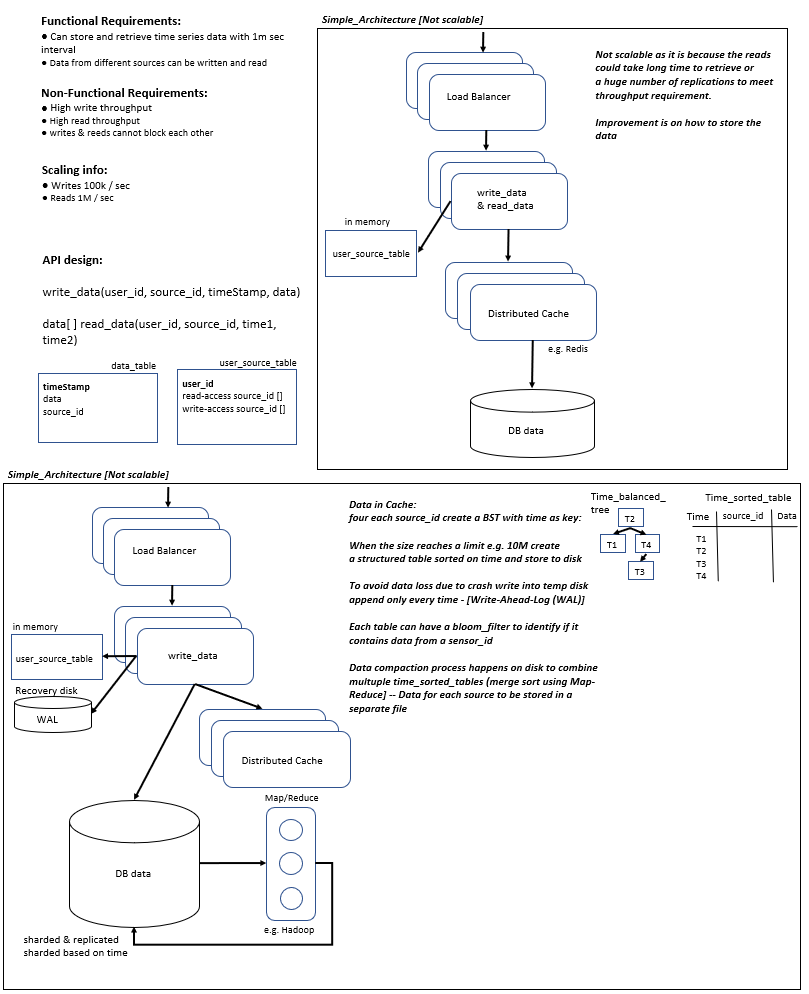 Functional Requirements:
● Can store and retrieve time series data with 1m sec
interval
● Data from different sources can be written and read
Non-Functional Requirements:
● High write throughput
● High read throughput
● writes & reeds cannot block each other
Scaling info:
● Writes 100k / sec
● Reads 1M / sec
API design:
write_data(user_id, source_id, timeStamp, data)
data[ ] read_data(user_id, source_id, time1,
time2)
data_table
timeStamp
data
source_id
user_source_table
user_id
read-access source_id []
write-access source_id []
Simple_Architecture [Not scalable]
Load Balancer
write_data
& read_data
in memory
user_source_table
Distributed Cache
e.g. Redis
DB data
Not scalable as it is because the reads
could take long time to retrieve or
a huge number of replications to meet
throughput requirement.
Improvement is on how to store the
data
Simple_Architecture [Not scalable]
Load Balancer
write_data
in memory
user_source_table
Recovery disk
WAL
Distributed Cache
Map/Reduce
DB data
e.g. Hadoop
sharded & replicated
sharded based on time
Data in Cache:
four each source_id create a BST with time as key:
When the size reaches a limit e.g. 10M create
a structured table sorted on time and store to disk
To avoid data loss due to crash write into temp disk
append only every time - [Write-Ahead-Log (WAL)]
Each table can have a bloom_filter to identify if it
contains data from a sensor_id
Data compaction process happens on disk to combine
multuple time_sorted_tables (merge sort using Map-
Reduce] -- Data for each source to be stored in a
separate file
Time_balanced_
tree
T2
T1 T4
T3
Time_sorted_table
Time source_id Data
T1
T2
T3
T4